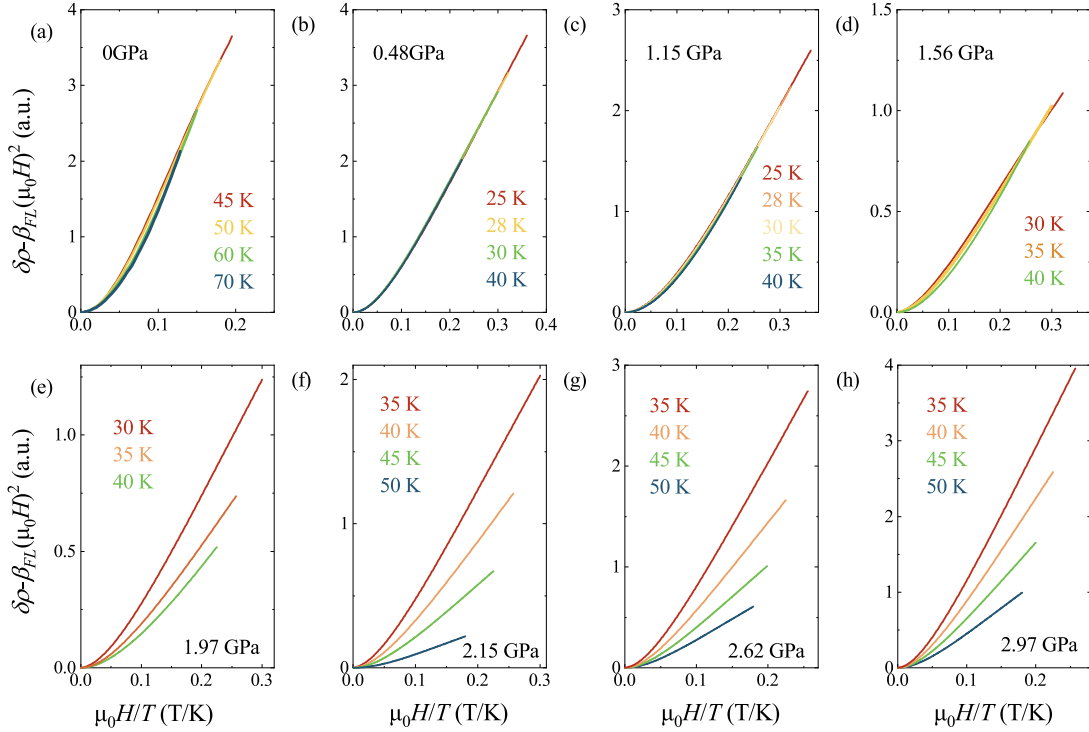 (a)
0GPa
45 K
50 K
60 K
70 K
4
3
2
1
0
0.0 0.1 0.2
δρ-β_FL(μ₀H)² (a.u.)
(b)
0.48GPa
25 K
28 K
30 K
40 K
4
3
2
1
0
0.0 0.1 0.2 0.3 0.4
(c)
1.15 GPa
25 K
28 K
30 K
35 K
40 K
3
2
1
0
0.0 0.1 0.2 0.3
(d)
1.56 GPa
30 K
35 K
40 K
1.5
1.0
0.5
0.0
0.0 0.1 0.2 0.3
(e)
30 K
35 K
40 K
1.97 GPa
1.0
0.5
0.0
0.0 0.1 0.2 0.3
δρ-β_FL(μ₀H)² (a.u.)
μ₀H/T (T/K)
(f)
35 K
40 K
45 K
50 K
2.15 GPa
2
1
0
0.0 0.1 0.2 0.3
μ₀H/T (T/K)
(g)
35 K
40 K
45 K
50 K
2.62 GPa
3
2
1
0
0.0 0.1 0.2
μ₀H/T (T/K)
(h)
35 K
40 K
45 K
50 K
2.97 GPa
4
3
2
1
0
0.0 0.1 0.2
μ₀H/T (T/K)